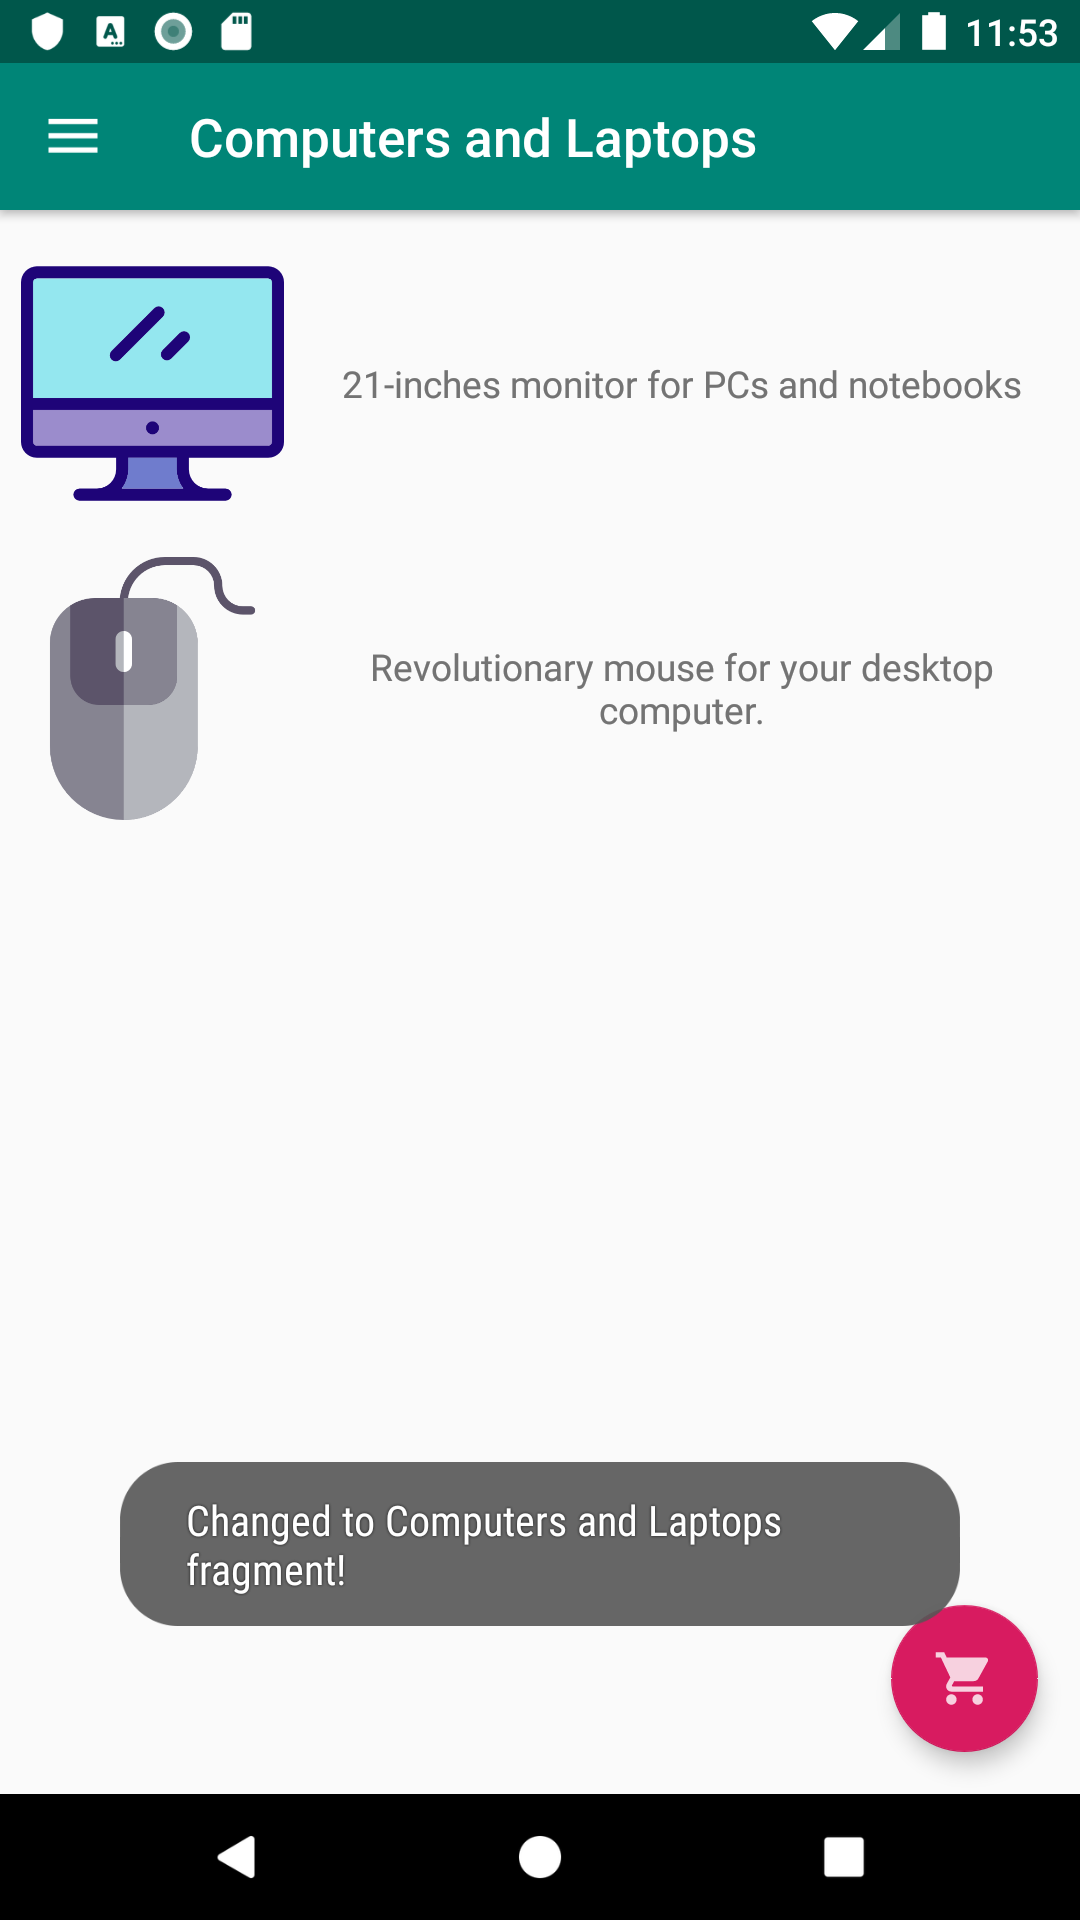 11:53
Computers and Laptops
21-inches monitor for PCs and notebooks
Revolutionary mouse for your desktop
computer.
Changed to Computers and Laptops
fragment!